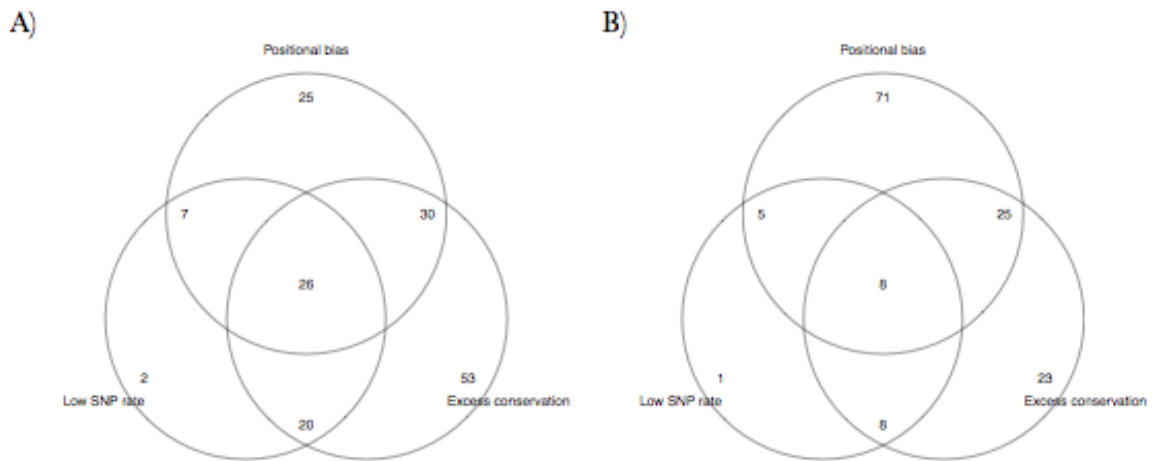 A)
Positional bias
25
7
30
26
2
53
Low SNP rate
Excess conservation
20
B)
Positional bias
71
5
25
8
1
23
Low SNP rate
Excess conservation
8